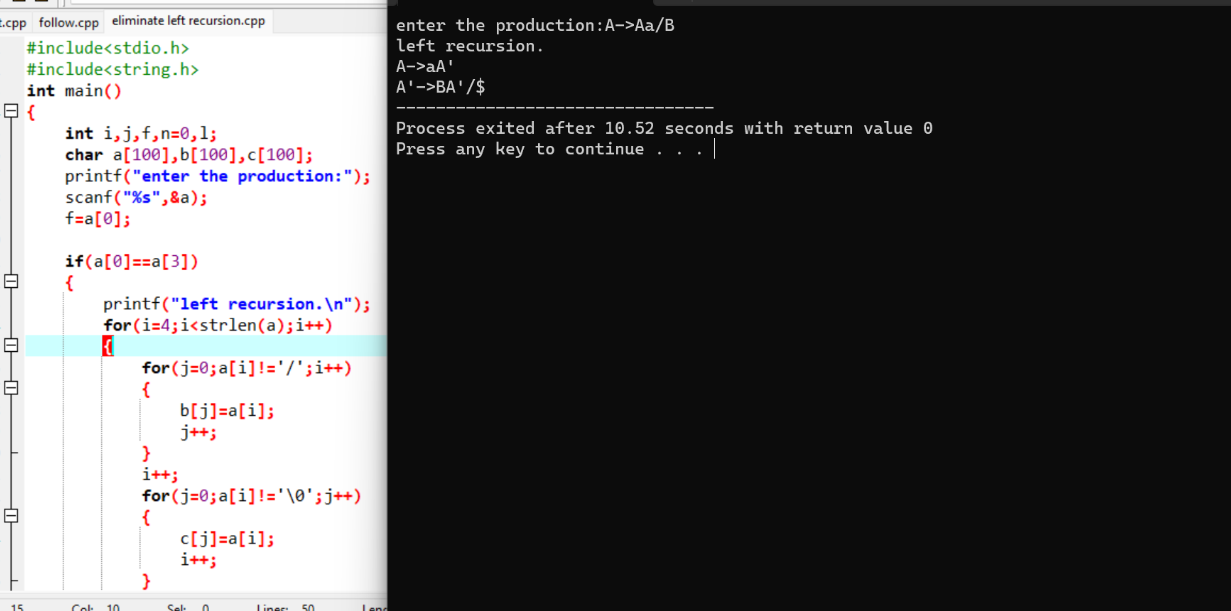 t.cpp follow.cpp eliminate left recursion.cpp
#include<stdio.h>
#include<string.h>
int main()
{
int i,j,f,n=0,l;
char a[100],b[100],c[100];
printf("enter the production:");
scanf("%s",&a);
f=a[0];
if(a[0]==a[3])
{
printf("left recursion.\n");
for(i=4;i<strlen(a);i++)
{
for(j=0;a[i]!='/';i++)
{
b[j]=a[i];
j++;
}
i++;
for(j=0;a[i]!='\0';j++)
{
c[j]=a[i];
i++;
}
15 Col: 10 Sel: 0 Lines: 50 Len
enter the production:A->Aa/B
left recursion.
A->aA'
A'->BA'/$
--------------------------------
Process exited after 10.52 seconds with return value 0
Press any key to continue . . .